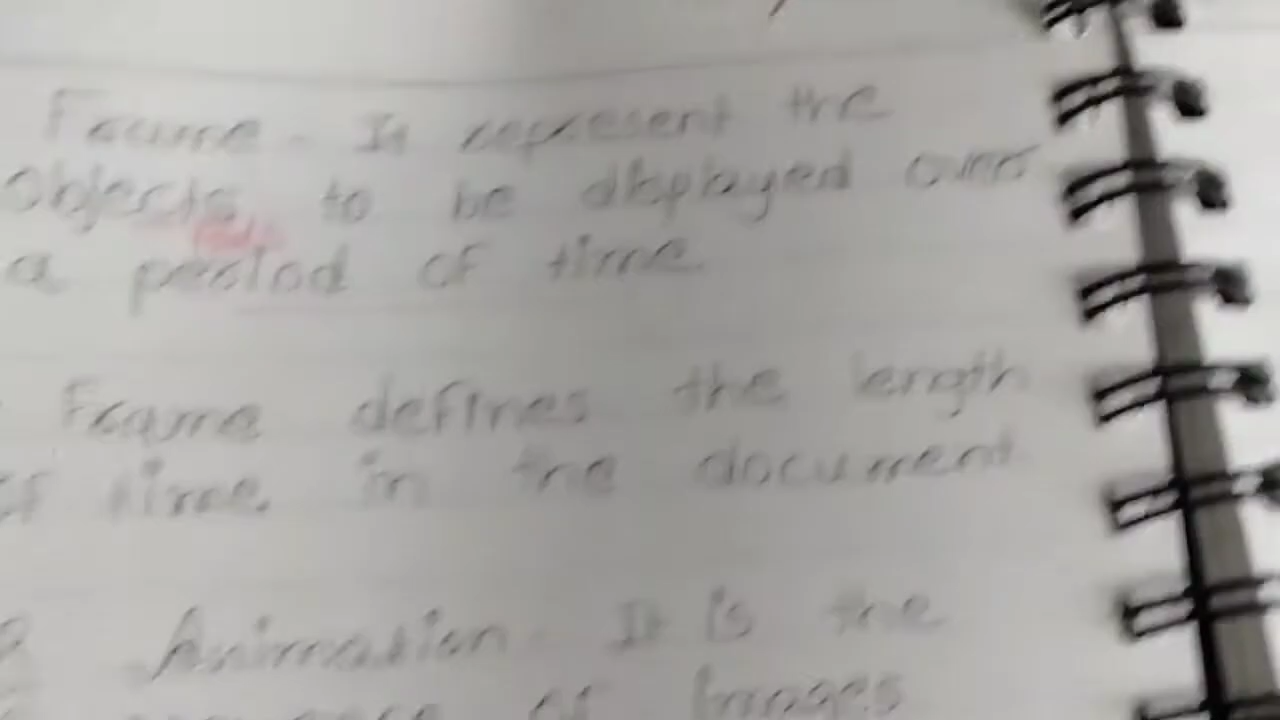 Frame - It represent the
objects to be displayed over
a period of time
Frame defines the length
of time in the document
Animation - It is the
of Images